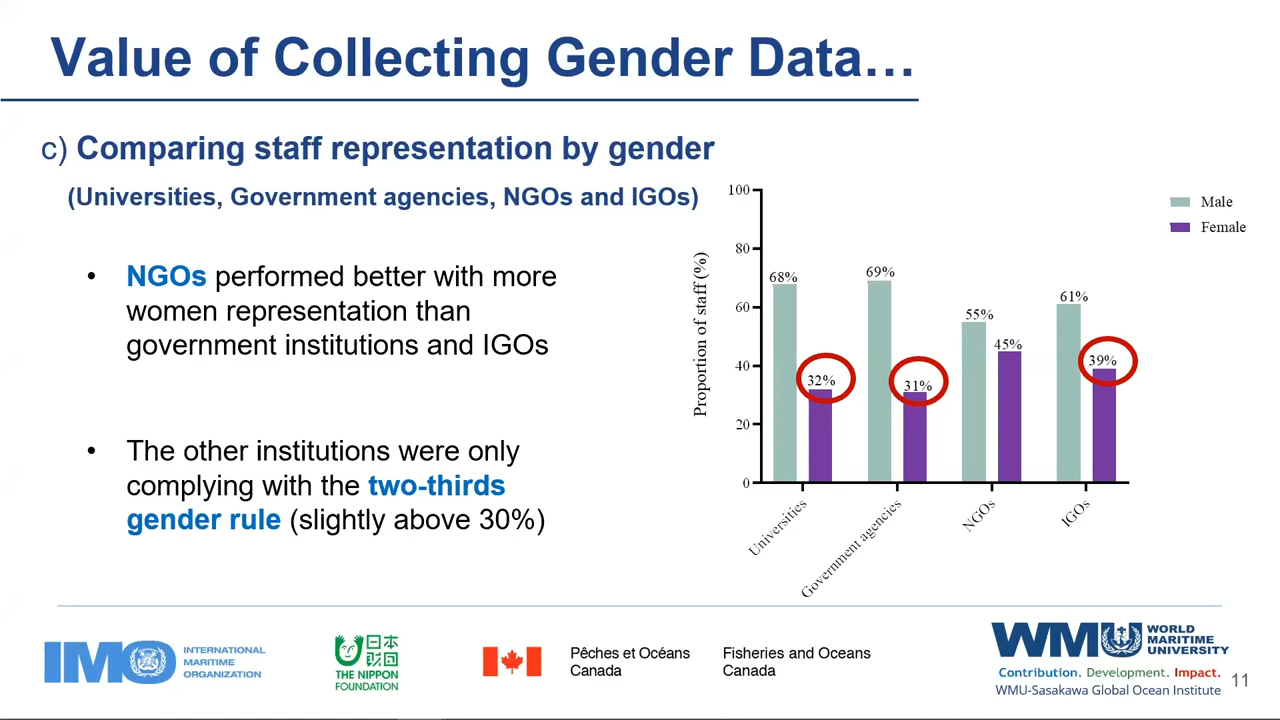 Value of Collecting Gender Data…
c) Comparing staff representation by gender
(Universities, Government agencies, NGOs and IGOs)
• NGOs performed better with more
women representation than
government institutions and IGOs
• The other institutions were only
complying with the two-thirds
gender rule (slightly above 30%)
Proportion of staff (%)
100
80
60
40
20
0
68%
32%
69%
31%
55%
45%
61%
39%
Universities
Government agencies
NGOs
IGOs
Male
Female
IMO
INTERNATIONAL
MARITIME
ORGANIZATION
日本
財団
THE NIPPON
FOUNDATION
Pêches et Océans
Canada
Fisheries and Oceans
Canada
WMU
WORLD
MARITIME
UNIVERSITY
Contribution. Development. Impact.
WMU-Sasakawa Global Ocean Institute
11